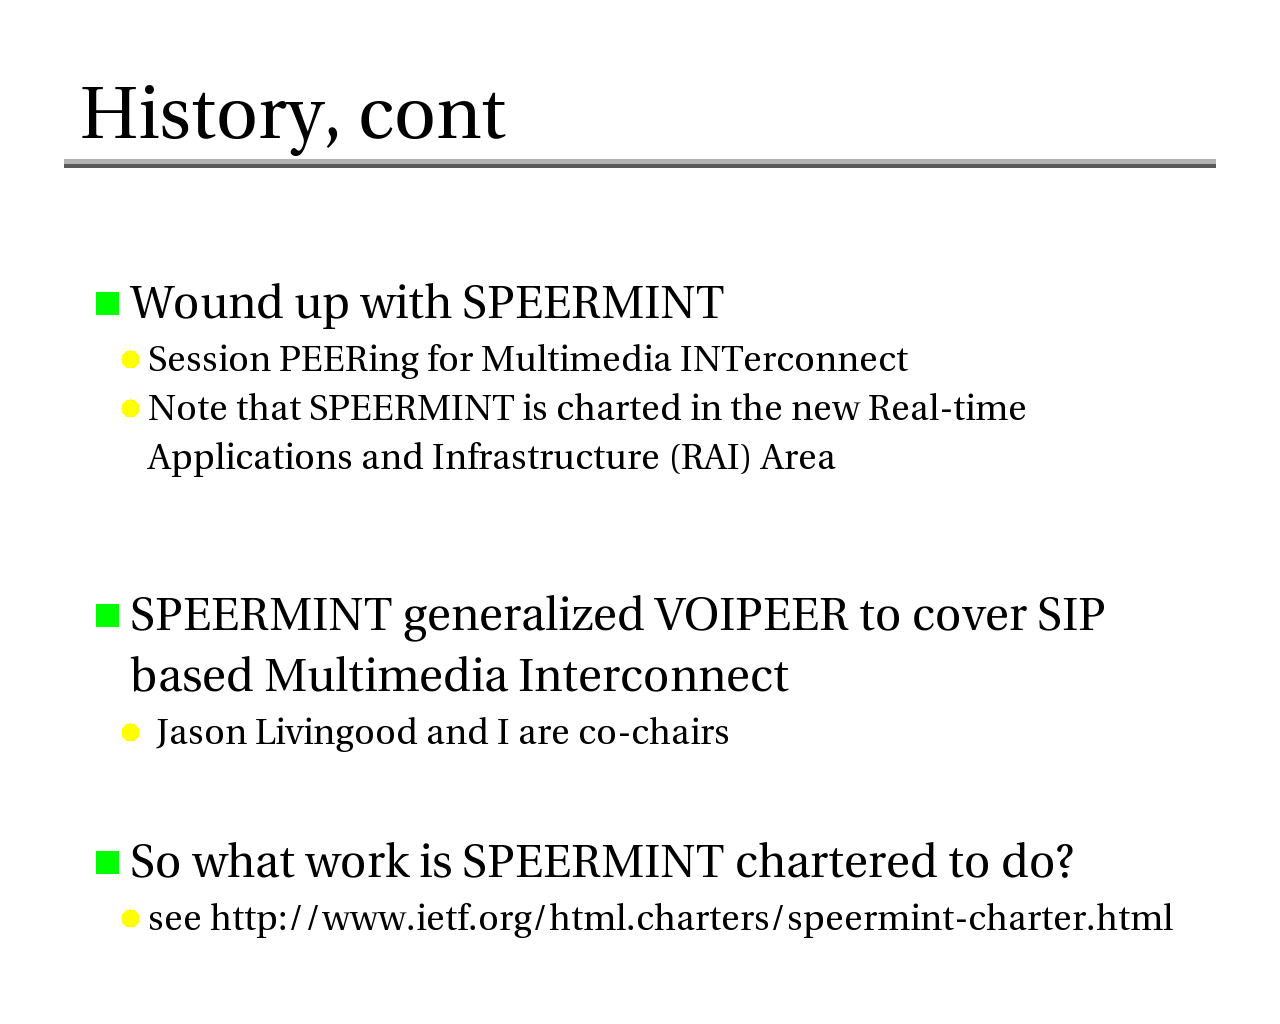 History, cont
Wound up with SPEERMINT
Session PEERing for Multimedia INTerconnect
Note that SPEERMINT is charted in the new Real-time
Applications and Infrastructure (RAI) Area
SPEERMINT generalized VOIPEER to cover SIP
based Multimedia Interconnect
Jason Livingood and I are co-chairs
So what work is SPEERMINT chartered to do?
see http://www.ietf.org/html.charters/speermint-charter.html